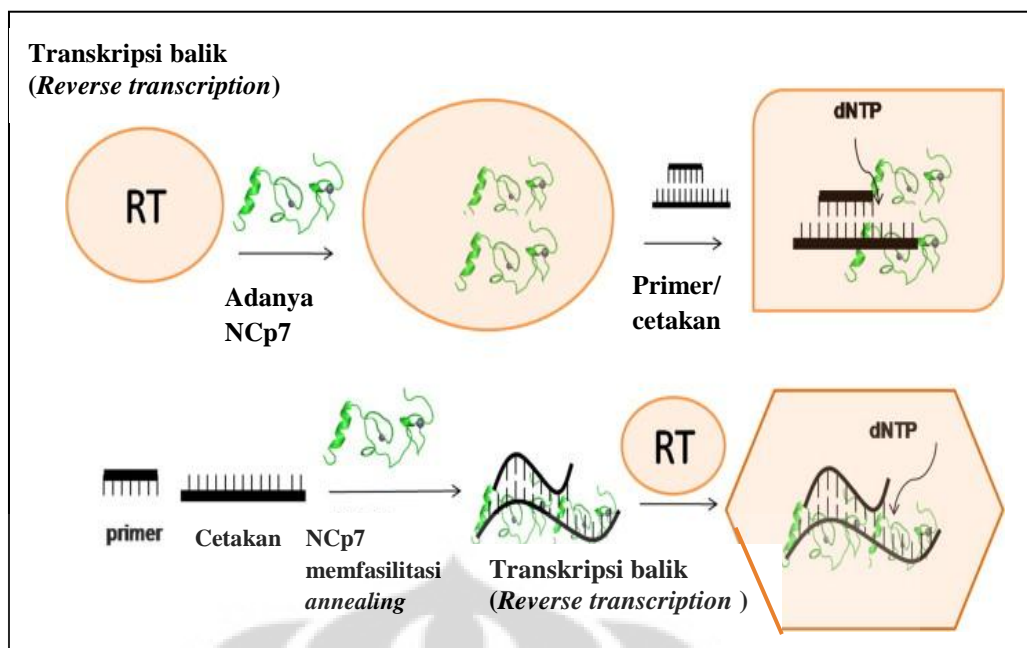 Transkripsi balik
(Reverse transcription)
RT
Adanya
NCp7
Primer/
cetakan
dNTP
primer
Cetakan
NCp7
memfasilitasi
annealing
Transkripsi balik
(Reverse transcription )
RT
dNTP